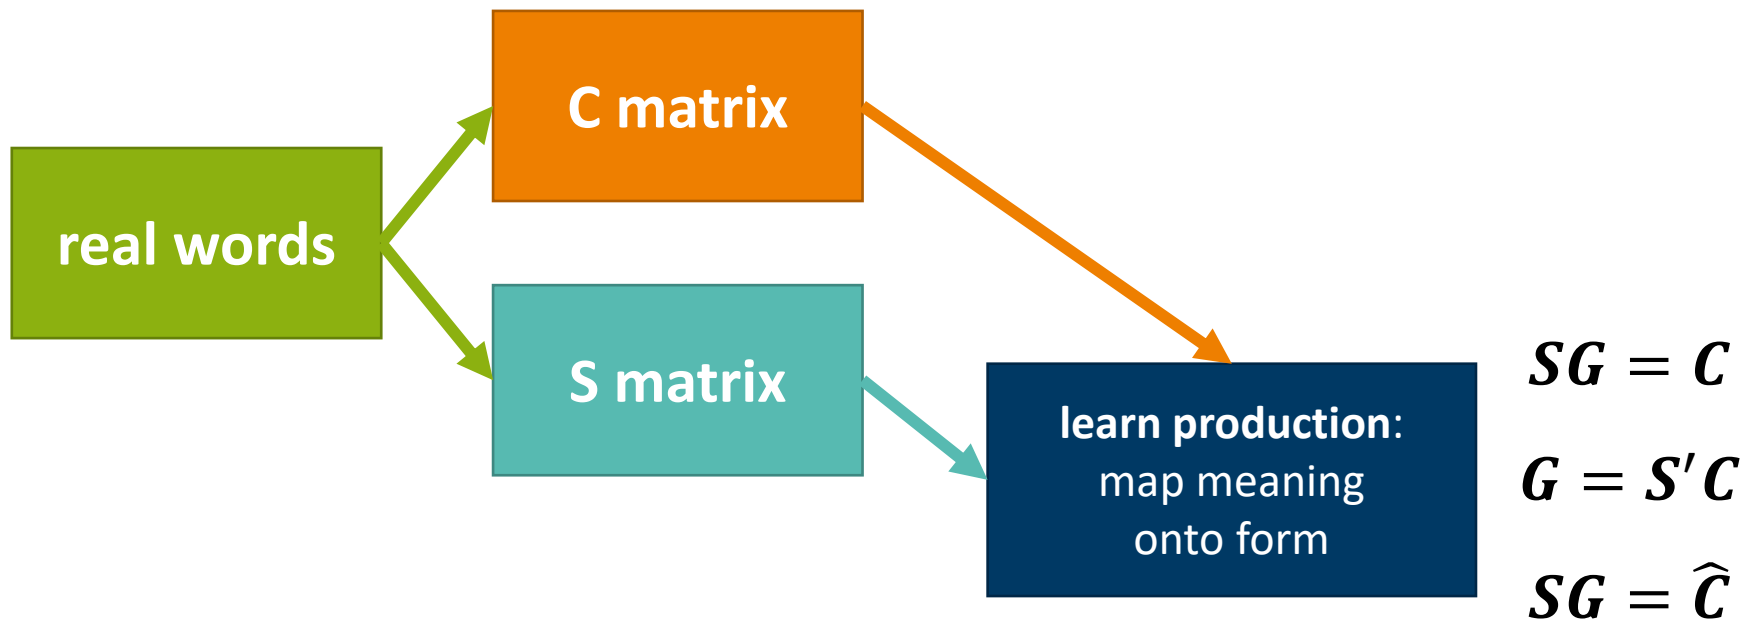 real words
C matrix
S matrix
learn production:
map meaning
onto form
SG = C
G = S′C
SG = Ĉ